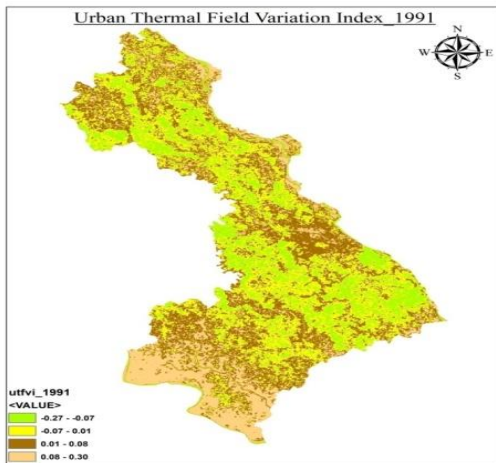 Urban Thermal Field Variation Index_1991
N
W
E
S
utfvi_1991
<VALUE>
-0.27 - -0.07
-0.07 - 0.01
0.01 - 0.08
0.08 - 0.30